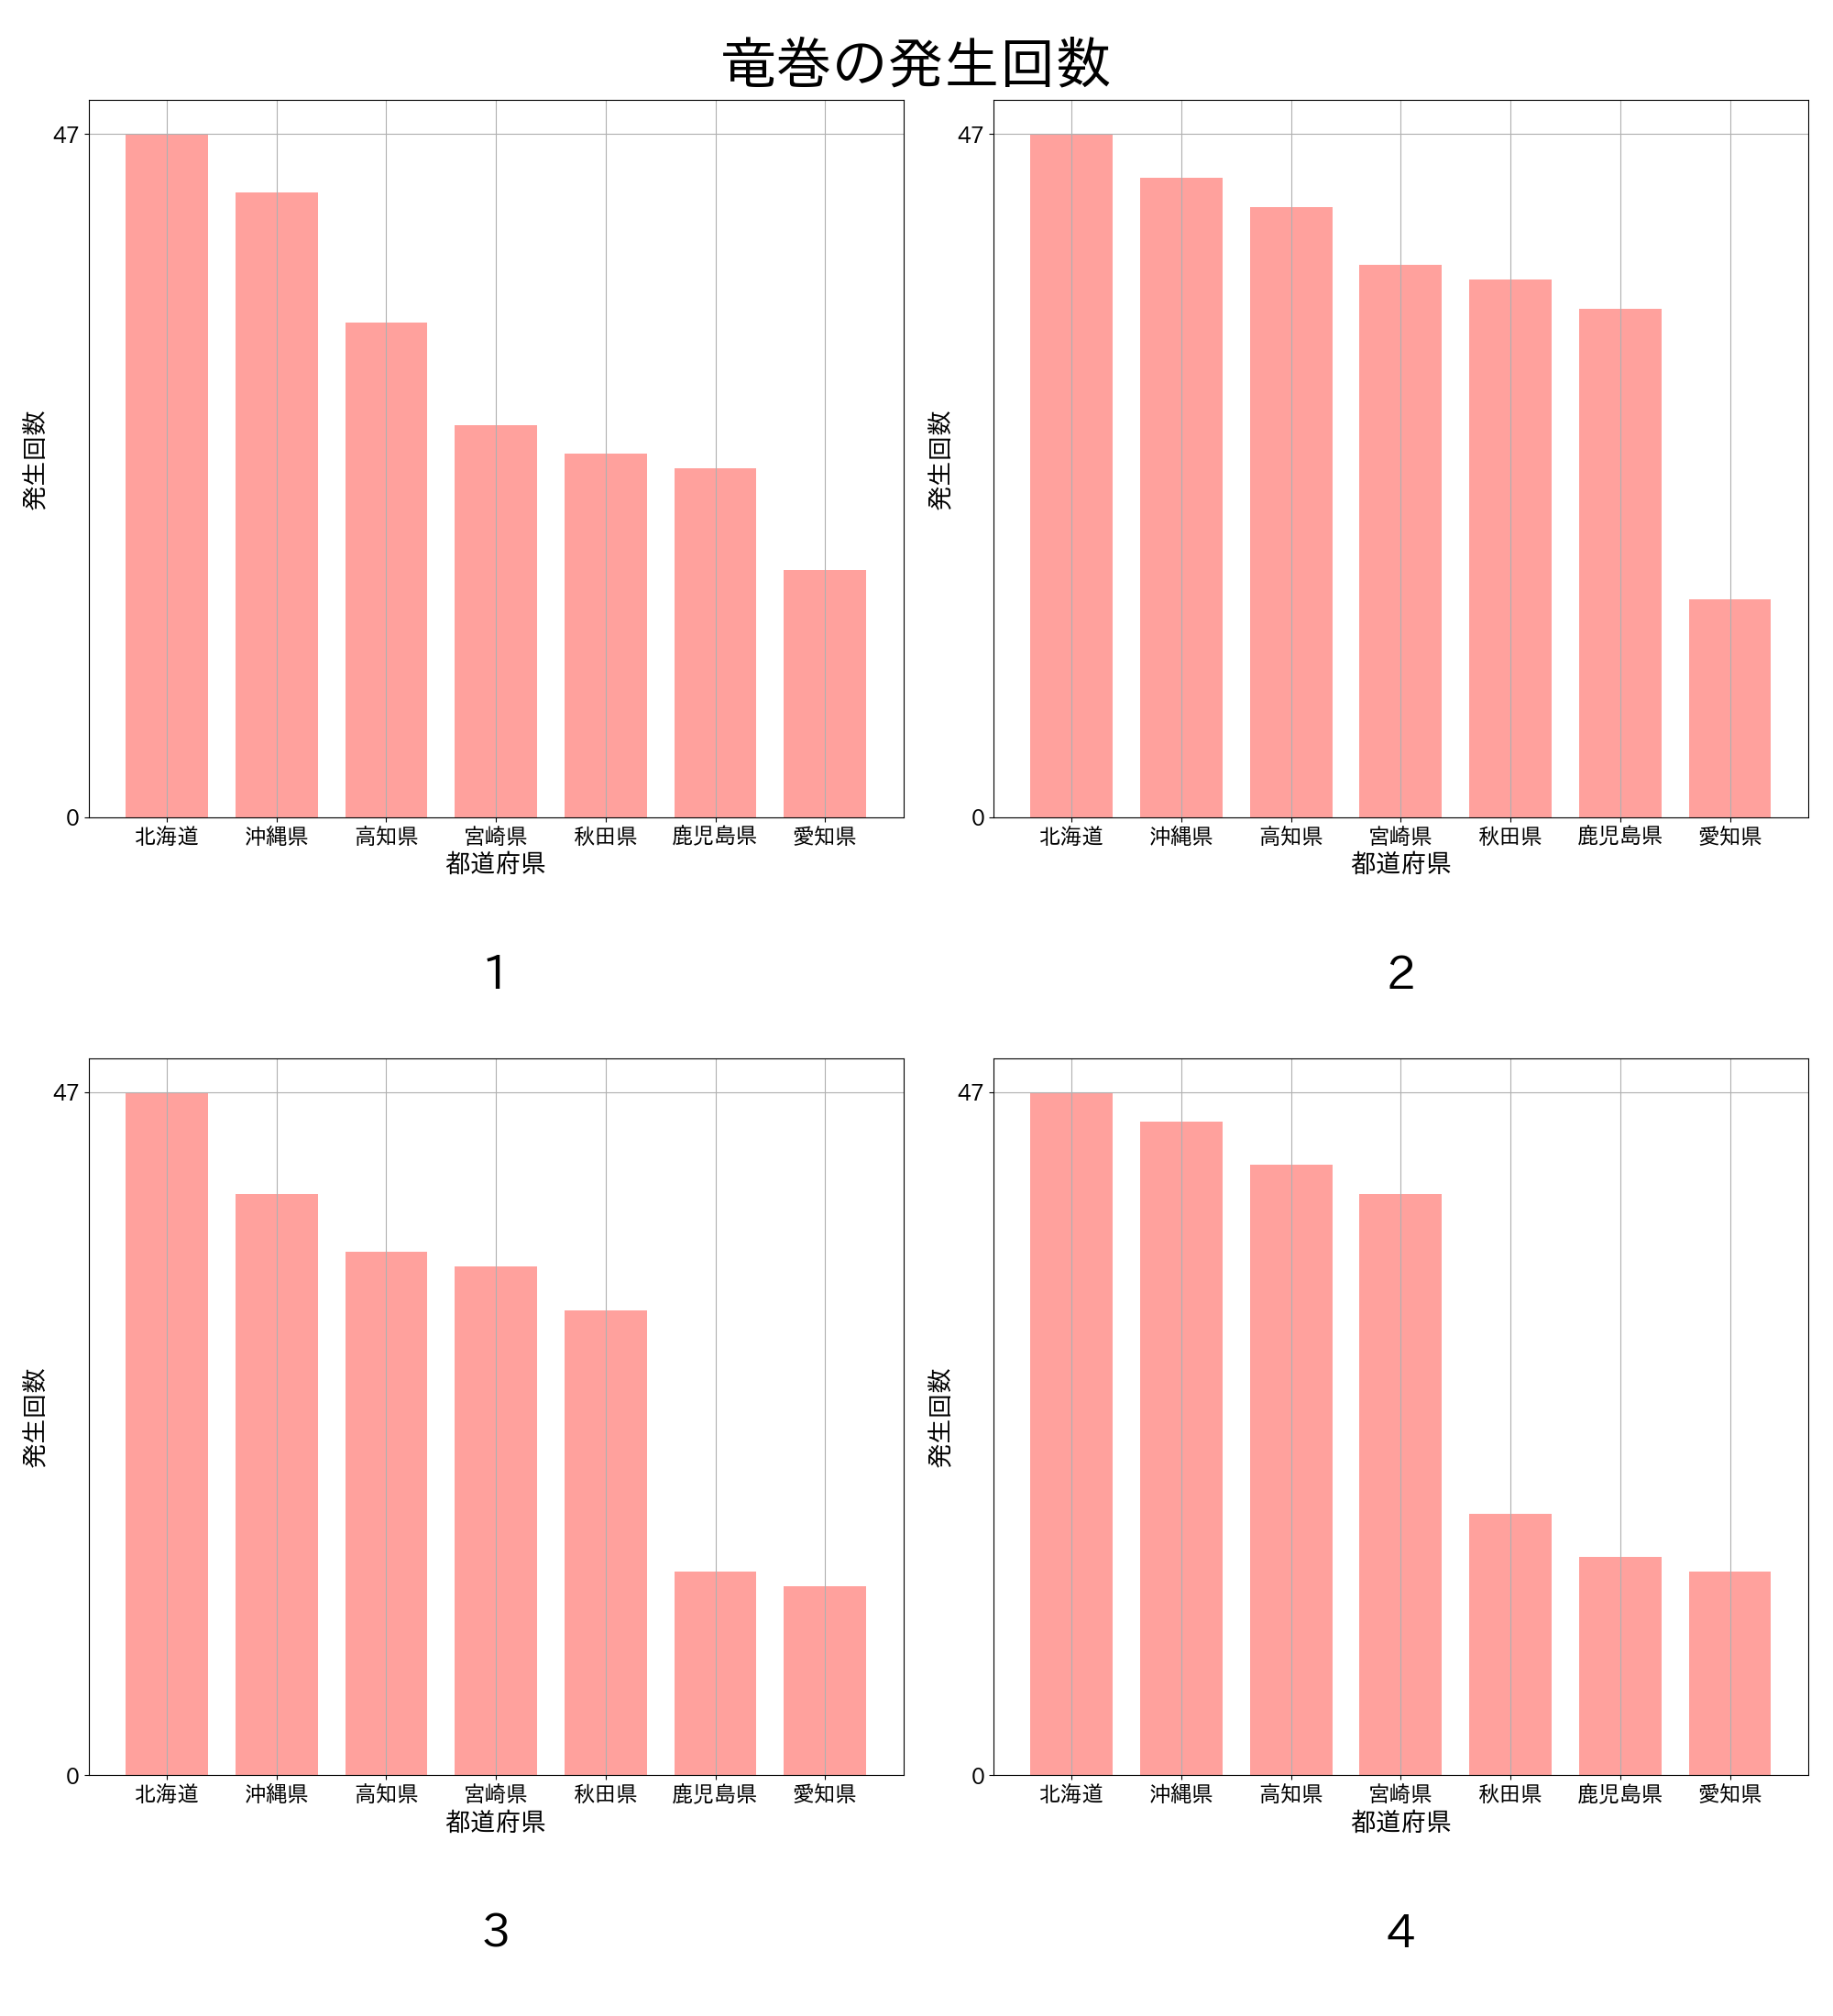 竜巻の発生回数
47
0
発生回数
北海道 沖縄県 高知県 宮崎県 秋田県 鹿児島県 愛知県
都道府県
1
47
0
発生回数
北海道 沖縄県 高知県 宮崎県 秋田県 鹿児島県 愛知県
都道府県
2
47
0
発生回数
北海道 沖縄県 高知県 宮崎県 秋田県 鹿児島県 愛知県
都道府県
3
47
0
発生回数
北海道 沖縄県 高知県 宮崎県 秋田県 鹿児島県 愛知県
都道府県
4